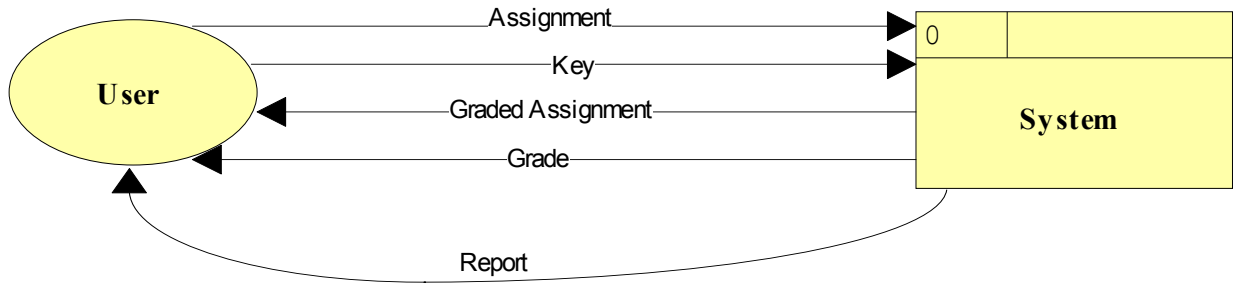 Assignment
0
Key
User
Graded Assignment
System
Grade
Report